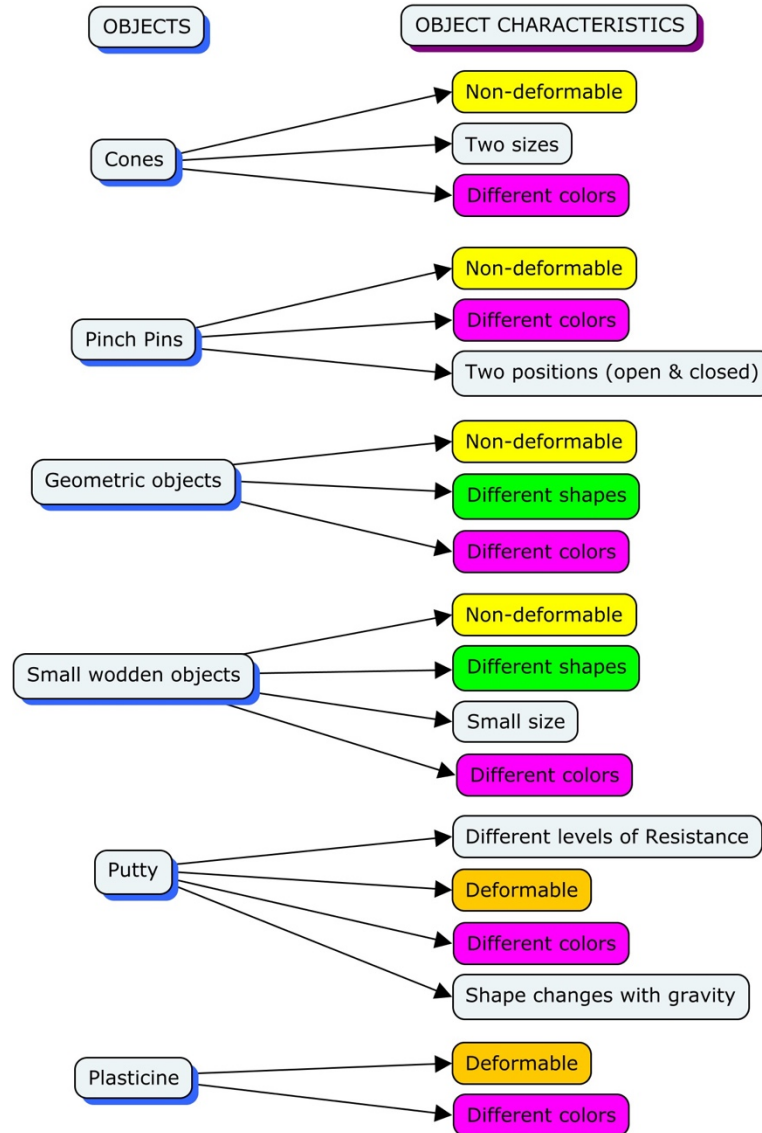 OBJECTS
OBJECT CHARACTERISTICS
Cones
Non-deformable
Two sizes
Different colors
Pinch Pins
Non-deformable
Different colors
Two positions (open & closed)
Geometric objects
Non-deformable
Different shapes
Different colors
Small wodden objects
Non-deformable
Different shapes
Small size
Different colors
Putty
Different levels of Resistance
Deformable
Different colors
Shape changes with gravity
Plasticine
Deformable
Different colors